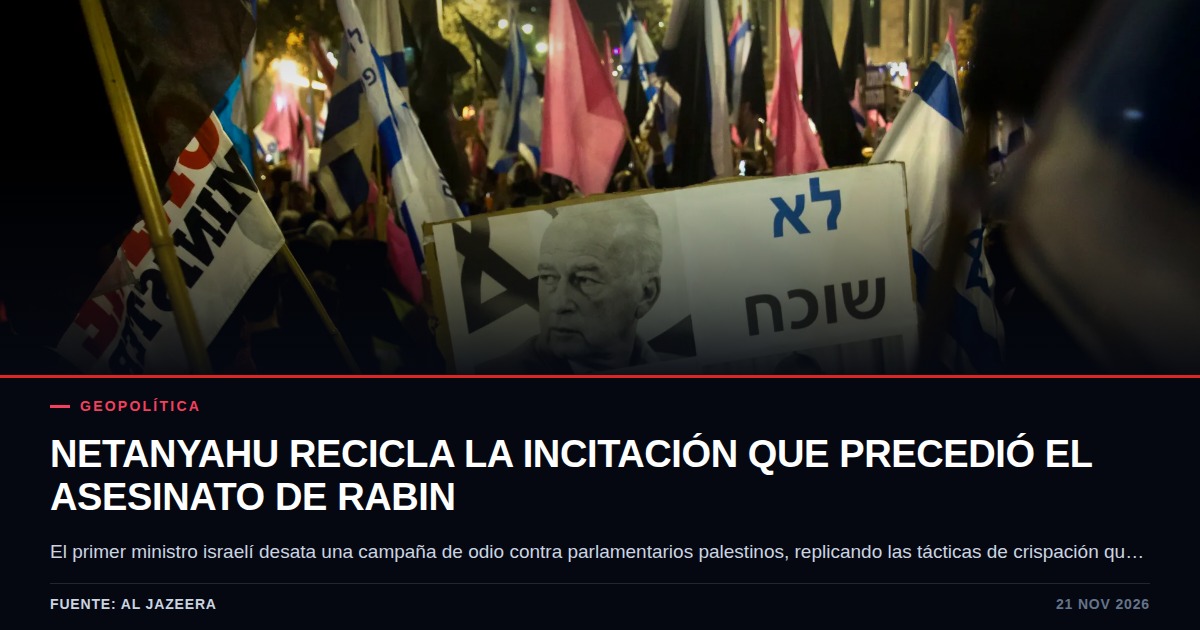 לא
שוכח
GEOPOLÍTICA
NETANYAHU RECICLA LA INCITACIÓN QUE PRECEDIÓ EL
ASESINATO DE RABIN
El primer ministro israelí desata una campaña de odio contra parlamentarios palestinos, replicando las tácticas de crispación qu…
FUENTE: AL JAZEERA
21 NOV 2026